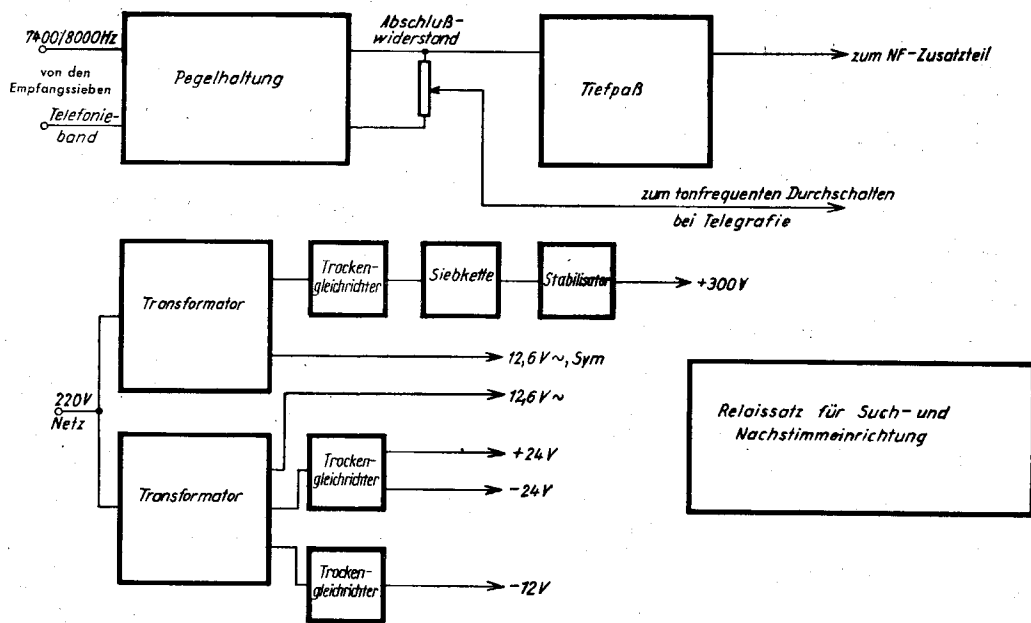 7400/8000Hz
von den
Empfangssieben
Telefonie-
band
Pegelhaltung
Abschluß-
widerstand
Tiefpaß
zum NF-Zusatzteil
zum tonfrequenten Durchschalten
bei Telegrafie
Transformator
Trocken-
gleichrichter
Siebkette
Stabilisator
+300V
12,6V~, Sym
220V
Netz
12,6V~
Transformator
Trocken-
gleichrichter
+24V
-24V
Trocken-
gleichrichter
-12V
Relaissatz für Such- und
Nachstimmeinrichtung